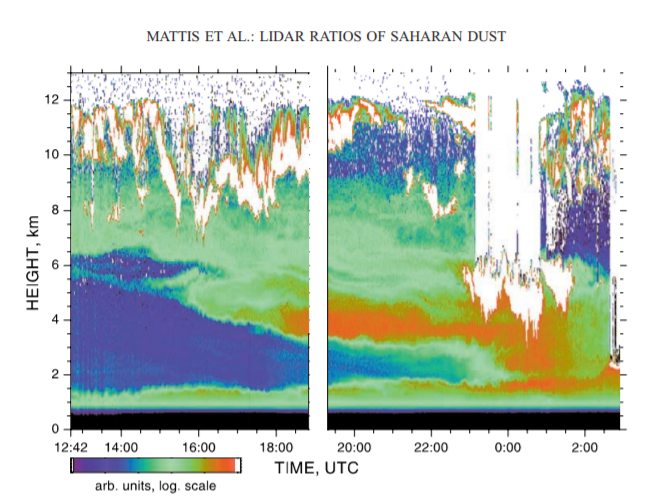 MATTIS ET AL.: LIDAR RATIOS OF SAHARAN DUST
12
10
8
6
4
2
0
HEIGHT, km
12:42 14:00 16:00 18:00 20:00 22:00 0:00 2:00
TIME, UTC
arb. units, log. scale